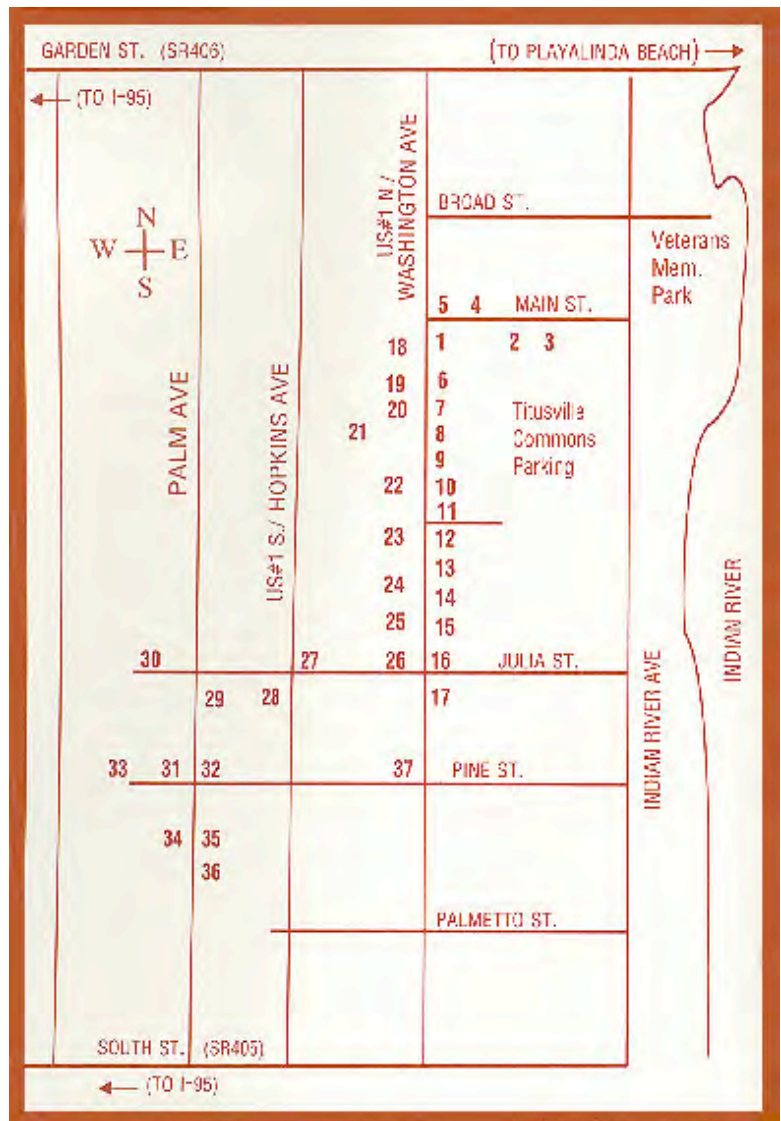 GARDEN ST. (SR406)
(TO PLAYALINDA BEACH)
(TO I-95)
US#1 N./
WASHINGTON AVE
BROAD ST.
N
W E
S
Veterans
Mem.
Park
5 4 MAIN ST.
18 1 2 3
19 6
20 7 Titusville
21 8 Commons
9 Parking
22 10
11
23 12
13
24 14
25 15
PALM AVE
US#1 S./ HOPKINS AVE
INDIAN RIVER
INDIAN RIVER AVE
30 27 26 16 JULIA ST.
29 28 17
33 31 32 37 PINE ST.
34 35
36
PALMETTO ST.
SOUTH ST. (SR405)
(TO I-95)